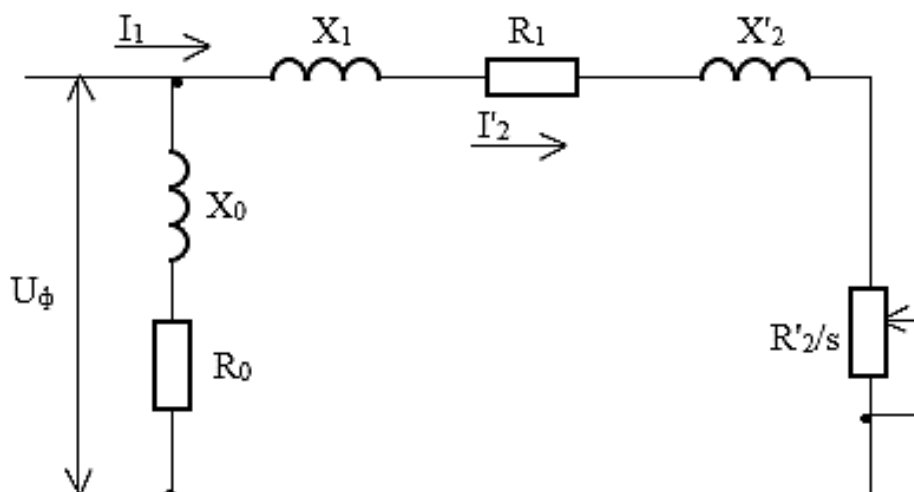 I₁
X₁
R₁
X'₂
I'₂
X₀
Uф
R'₂/s
R₀